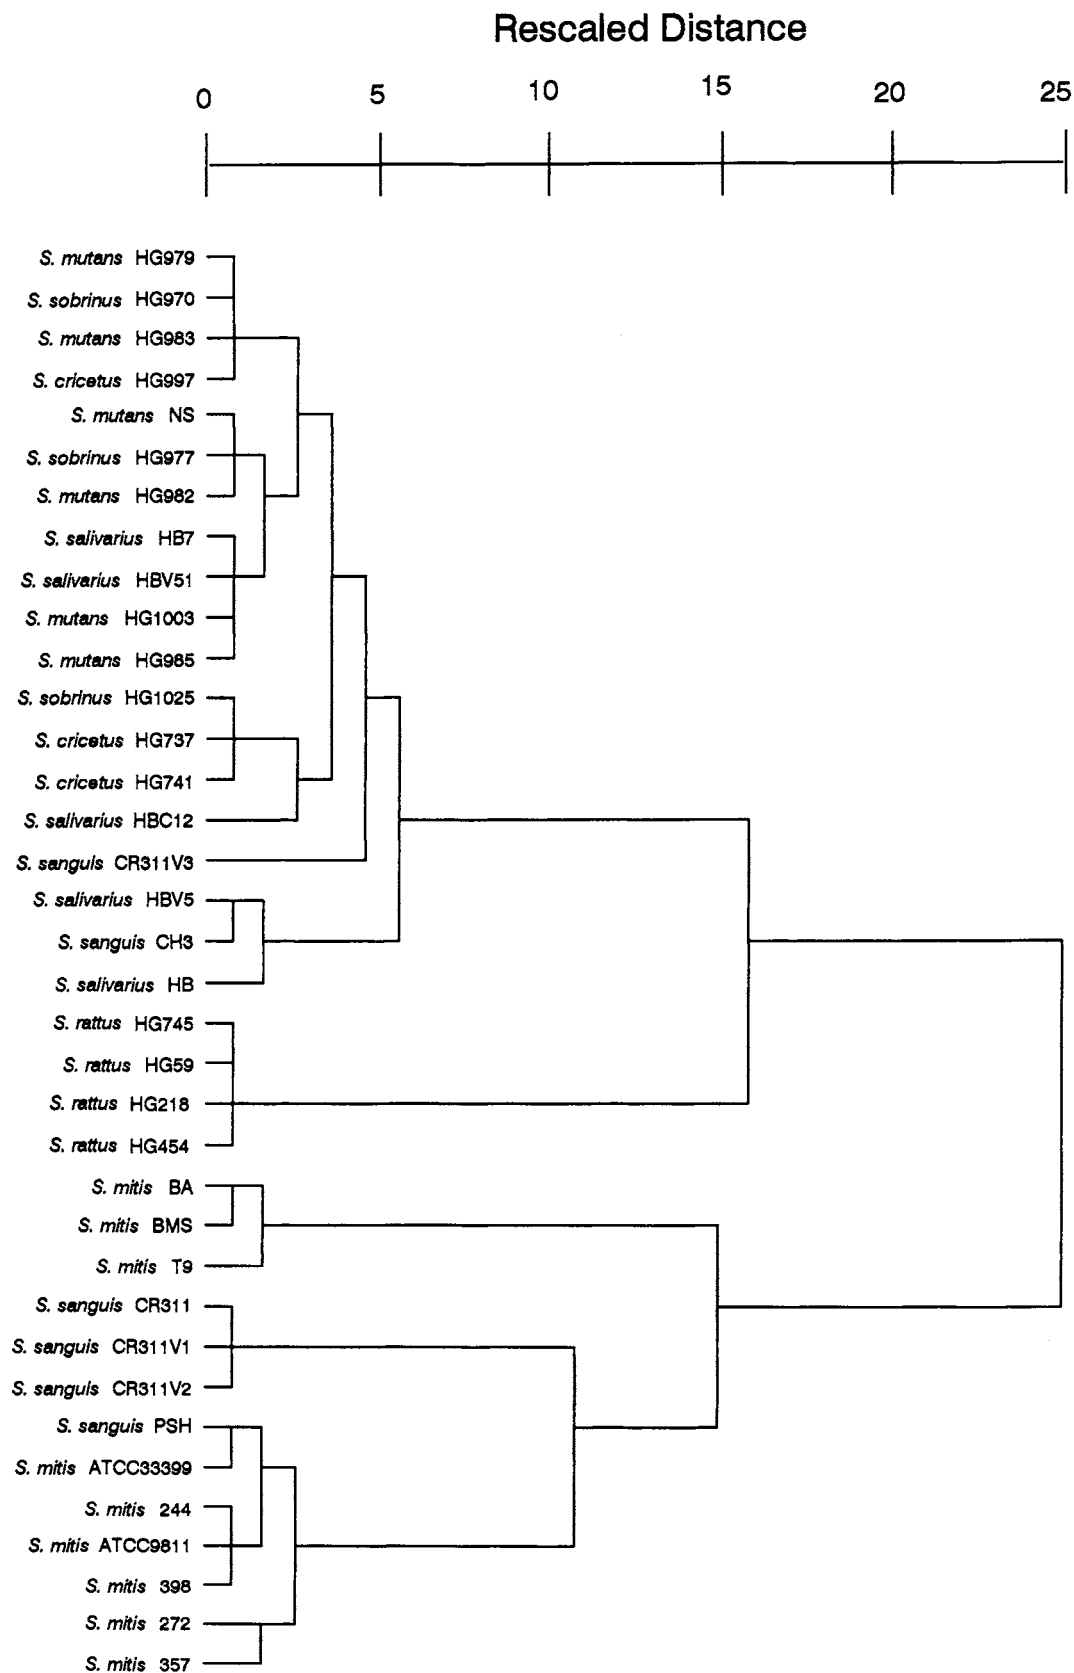 Rescaled Distance
0 5 10 15 20 25
S. mutans HG979
S. sobrinus HG970
S. mutans HG983
S. cricetus HG997
S. mutans NS
S. sobrinus HG977
S. mutans HG982
S. salivarius HB7
S. salivarius HBV51
S. mutans HG1003
S. mutans HG985
S. sobrinus HG1025
S. cricetus HG737
S. cricetus HG741
S. salivarius HBC12
S. sanguis CR311V3
S. salivarius HBV5
S. sanguis CH3
S. salivarius HB
S. rattus HG745
S. rattus HG59
S. rattus HG218
S. rattus HG454
S. mitis BA
S. mitis BMS
S. mitis T9
S. sanguis CR311
S. sanguis CR311V1
S. sanguis CR311V2
S. sanguis PSH
S. mitis ATCC33399
S. mitis 244
S. mitis ATCC9811
S. mitis 398
S. mitis 272
S. mitis 357